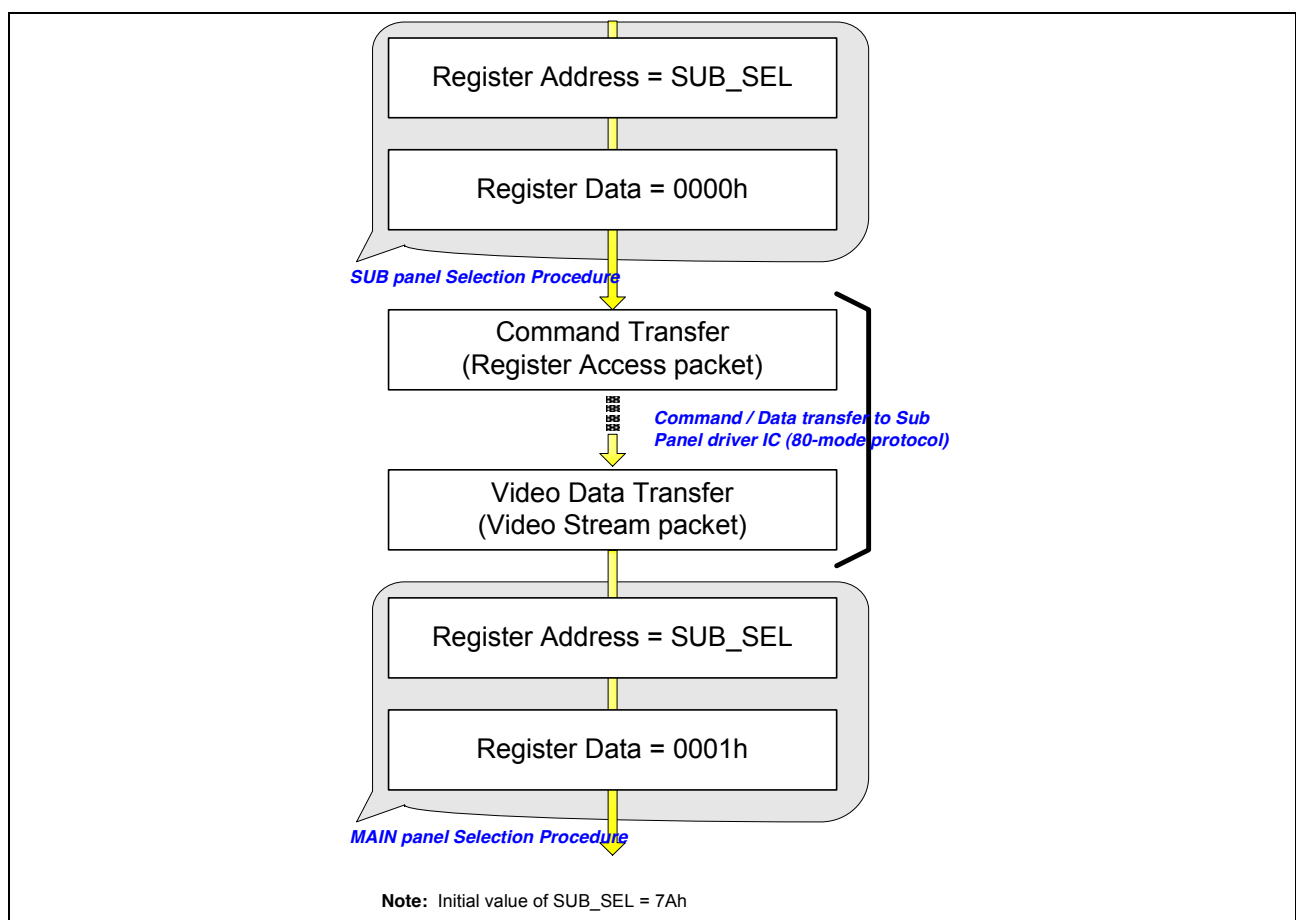 Register Address = SUB_SEL
Register Data = 0000h
SUB panel Selection Procedure
Command Transfer
(Register Access packet)
Command / Data transfer to Sub
Panel driver IC (80-mode protocol)
Video Data Transfer
(Video Stream packet)
Register Address = SUB_SEL
Register Data = 0001h
MAIN panel Selection Procedure
Note: Initial value of SUB_SEL = 7Ah